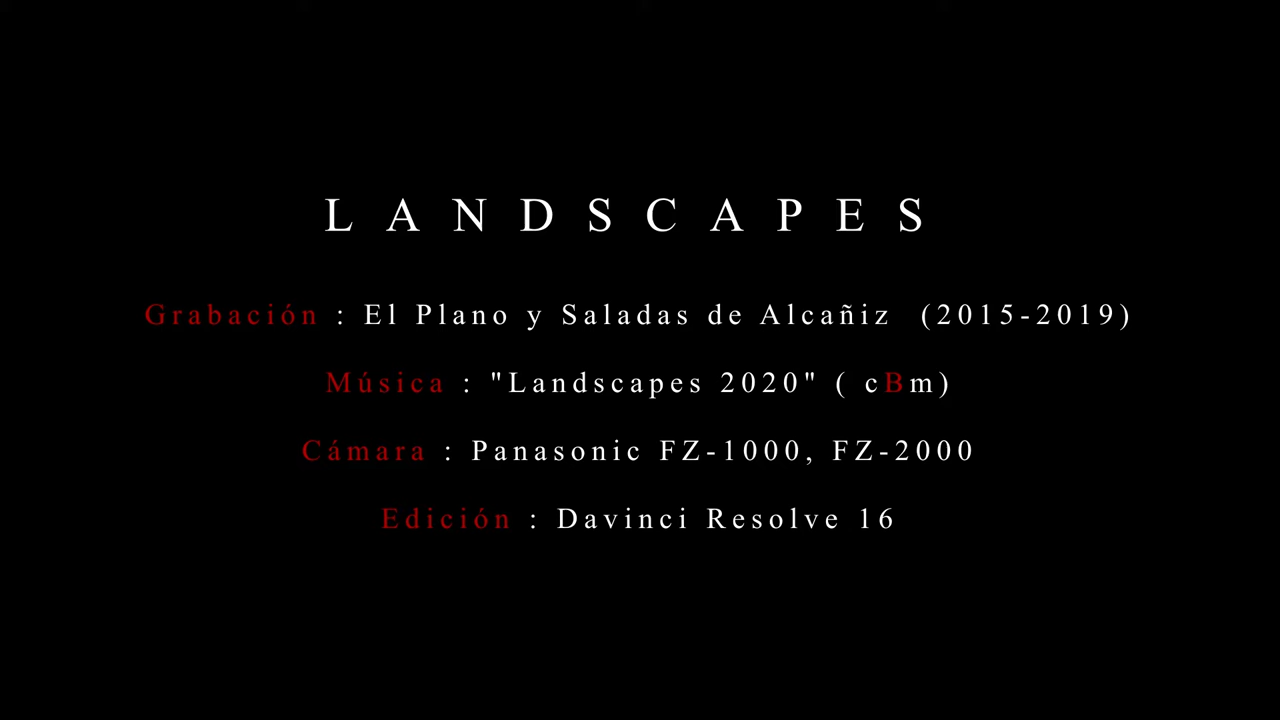 LANDSCAPES
Grabación : El Plano y Saladas de Alcañiz (2015-2019)
Música : "Landscapes 2020" ( cBm)
Cámara : Panasonic FZ-1000, FZ-2000
Edición : Davinci Resolve 16